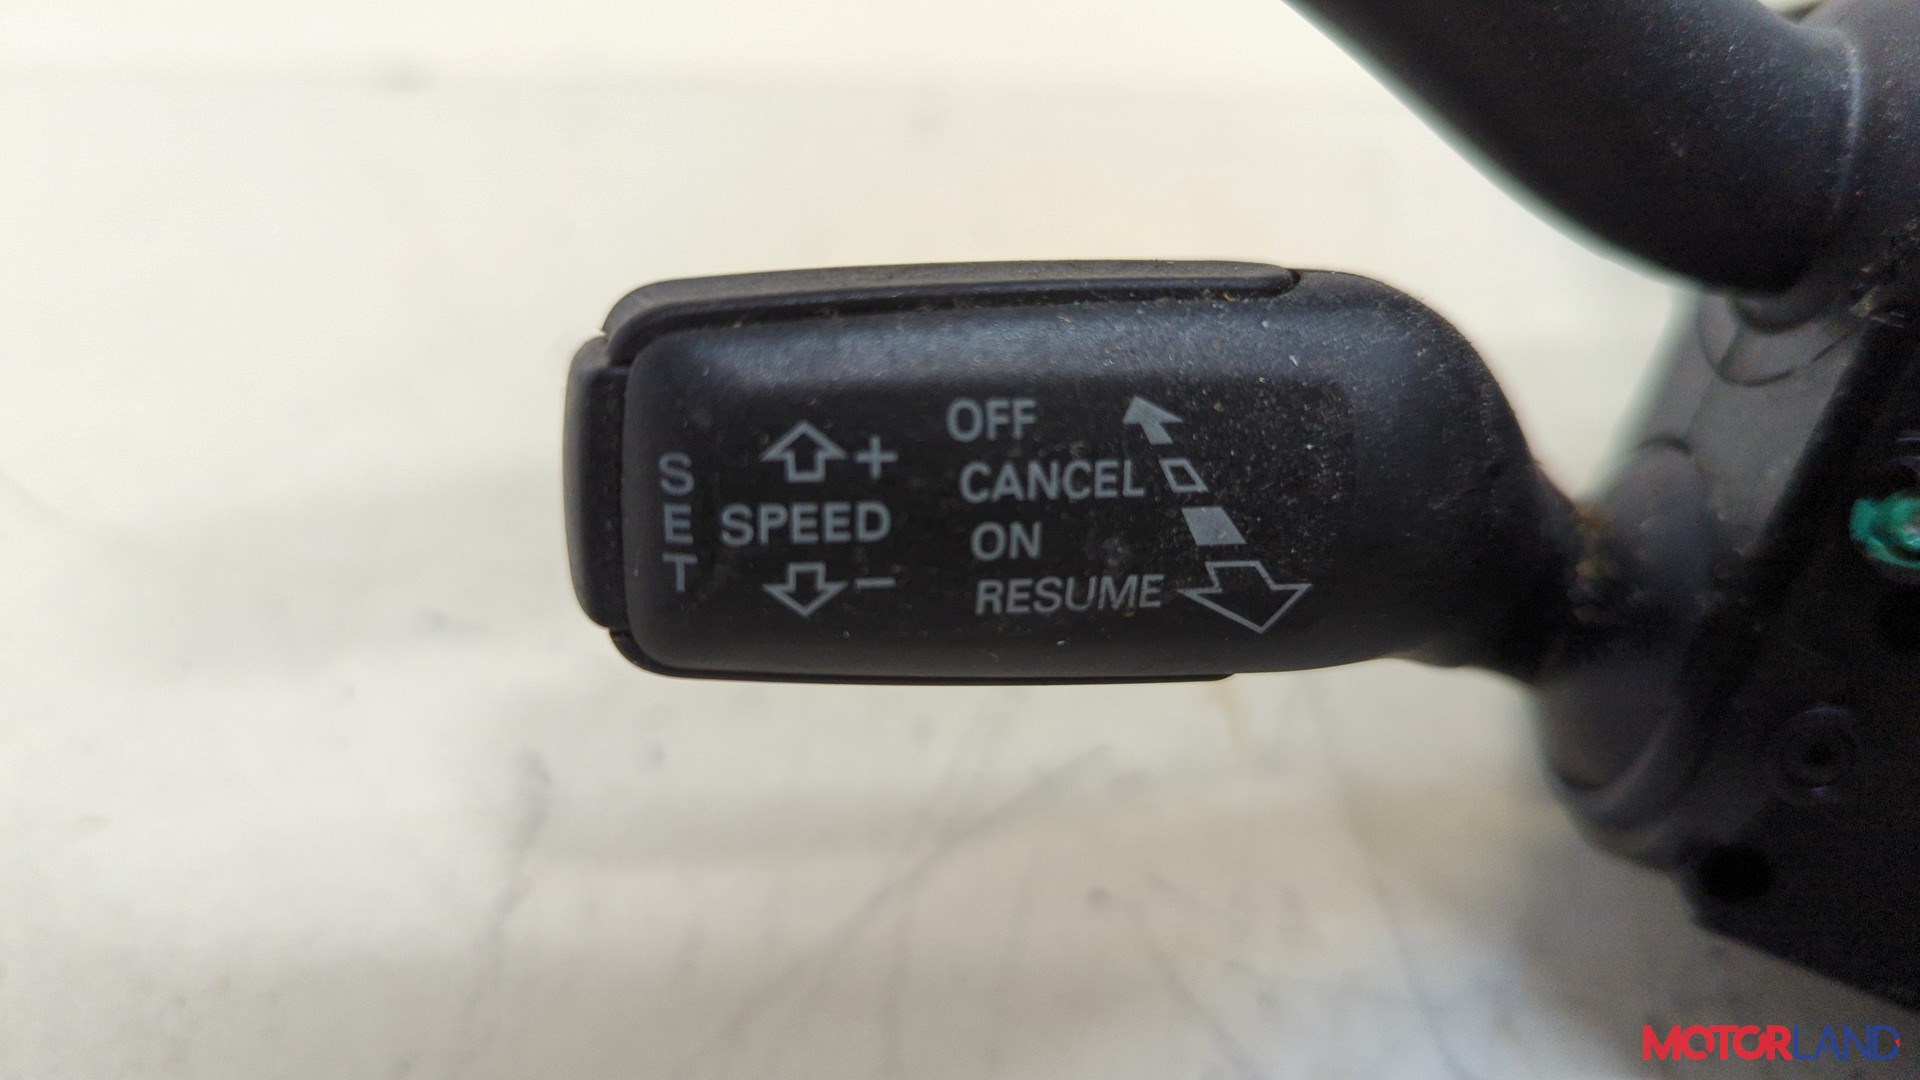 SET
+
SPEED
−
OFF
CANCEL
ON
RESUME
MOTORLAND